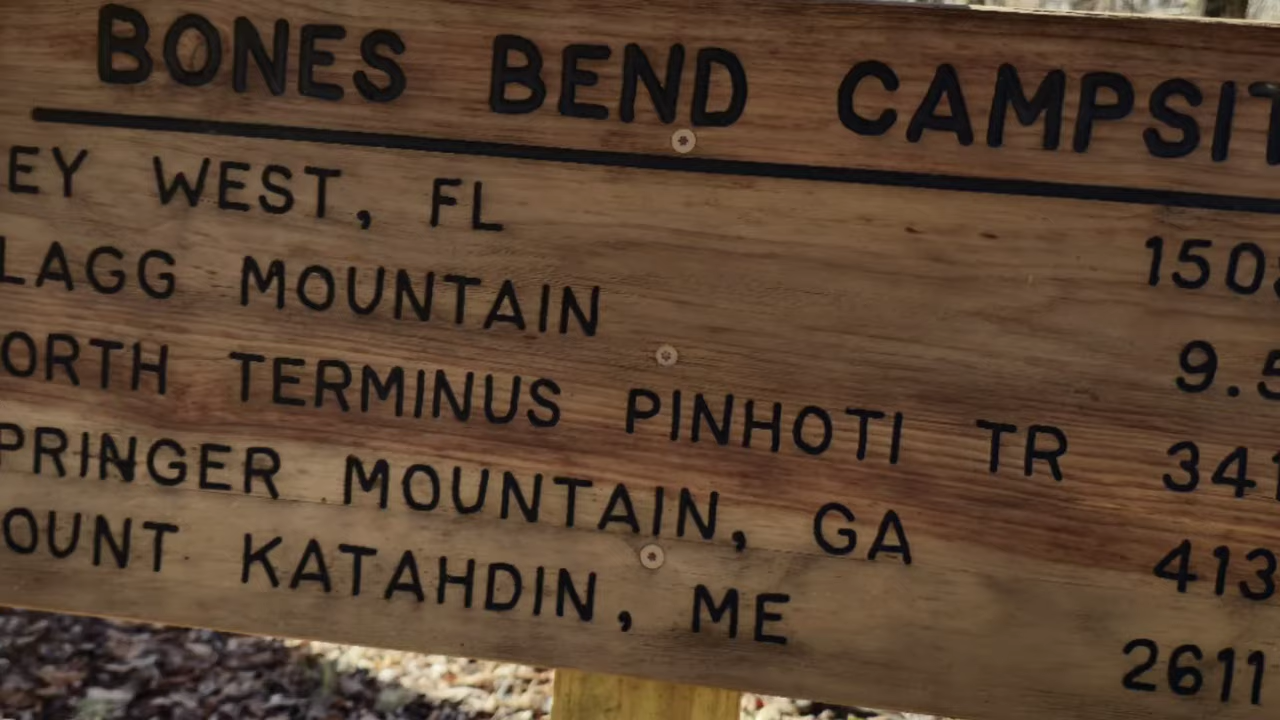 BONES BEND CAMPSIT
EY WEST, FL 150
LAGG MOUNTAIN 9.5
ORTH TERMINUS PINHOTI TR 341
PRINGER MOUNTAIN, GA 413
OUNT KATAHDIN, ME 2611